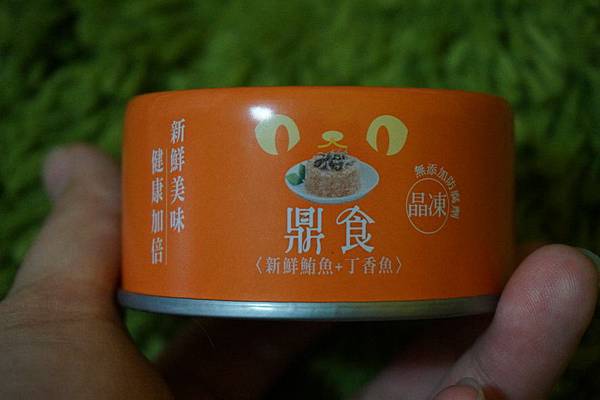 新鮮美味
健康加倍
鼎食
〈新鮮鮪魚+丁香魚〉
無添加防腐劑
晶凍